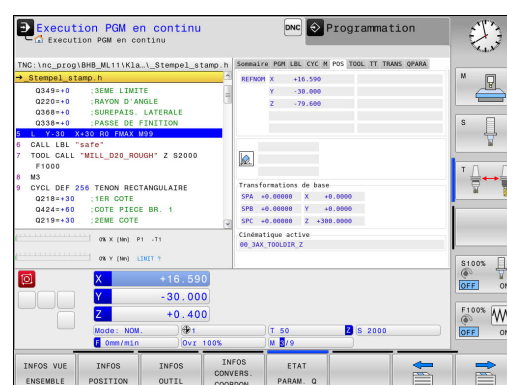 Execution PGM en continu
Execution PGM en continu
DNC
Programmation
TNC:\nc_prog\BHB_ML11\Kla…\_Stempel_stamp.h
→_Stempel_stamp.h
Q349=+0 ;3EME LIMITE
Q220=+0 ;RAYON D'ANGLE
Q368=+0 ;SUREPAIS. LATERALE
Q338=+0 ;PASSE DE FINITION
5 L Y-30 X+30 R0 FMAX M99
6 CALL LBL "safe"
7 TOOL CALL "MILL_D20_ROUGH" Z S2000
F1000
8 M3
9 CYCL DEF 256 TENON RECTANGULAIRE
Q218=+30 ;1ER COTE
Q424=+60 ;COTE PIECE BR. 1
Q219=+30 ;2EME COTE
0% X [Nm] P1 -T1
0% Y [Nm] LIMIT 1
Sommaire PGM LBL CYC M POS TOOL TT TRANS QPARA
REFNOM X +16.590
Y -30.000
Z -79.600
Transformations de base
SPA +0.00000 X +0.0000
SPB +0.00000 Y +0.0000
SPC +0.00000 Z +300.0000
Cinématique active
00_3AX_TOOLDIR_Z
X +16.590
Y -30.000
Z +0.400
Mode: NOM. 1 T 50 Z S 2000
F 0mm/min Ovr 100% M 5/9
M
S
T
S100%
OFF ON
F100%
OFF ON
INFOS VUE ENSEMBLE
INFOS POSITION
INFOS OUTIL
INFOS CONVERS. COORDON.
ETAT PARAM. Q